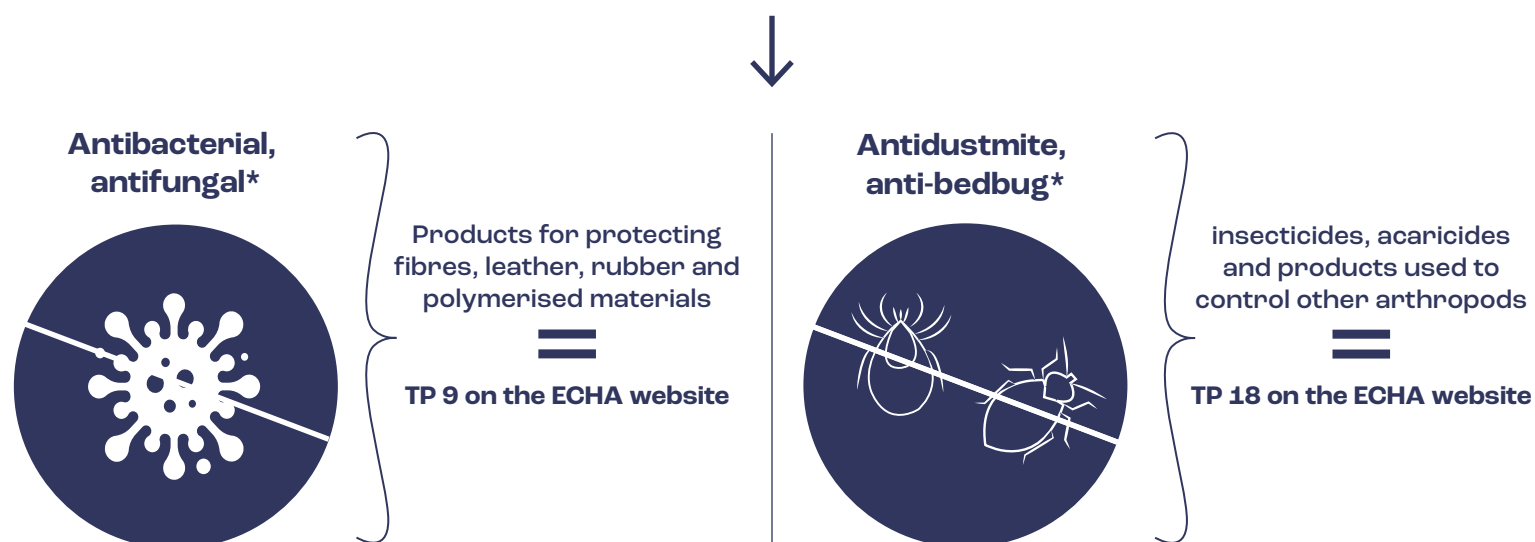 Antibacterial,
antifungal*
Products for protecting
fibres, leather, rubber and
polymerised materials
TP 9 on the ECHA website
Antidustmite,
anti-bedbug*
insecticides, acaricides
and products used to
control other arthropods
TP 18 on the ECHA website